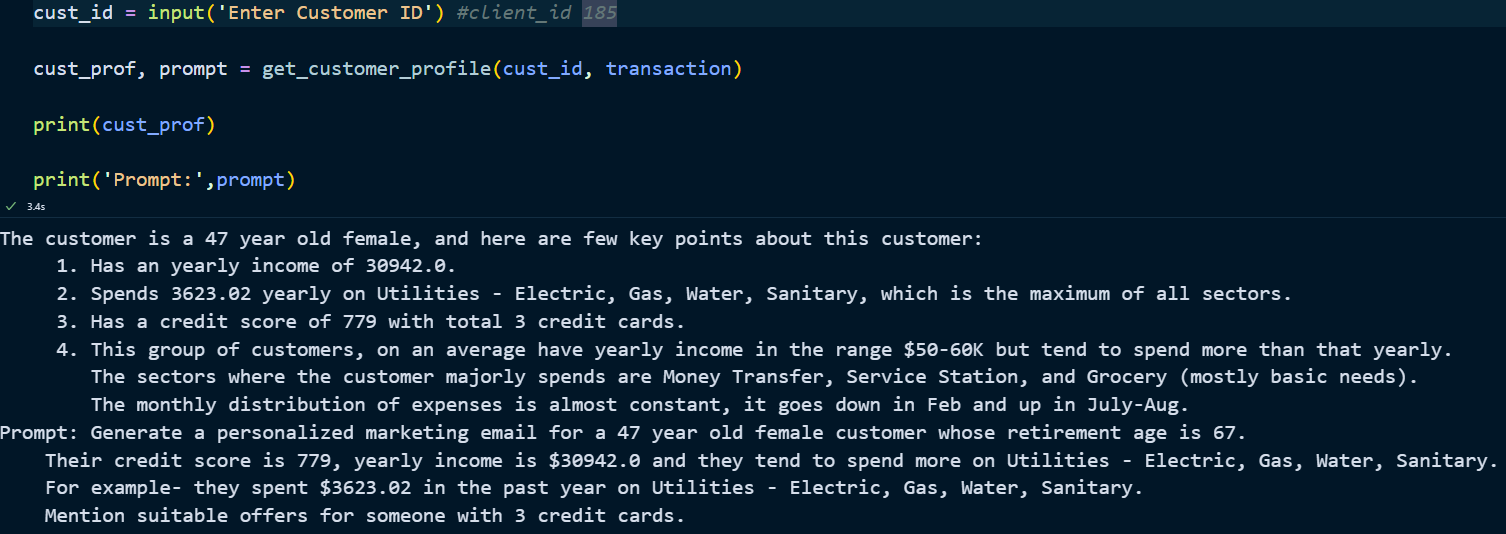 cust_id = input('Enter Customer ID') #client_id 185
cust_prof, prompt = get_customer_profile(cust_id, transaction)
print(cust_prof)
print('Prompt:',prompt)
✓ 3.4s
The customer is a 47 year old female, and here are few key points about this customer:
1. Has an yearly income of 30942.0.
2. Spends 3623.02 yearly on Utilities - Electric, Gas, Water, Sanitary, which is the maximum of all sectors.
3. Has a credit score of 779 with total 3 credit cards.
4. This group of customers, on an average have yearly income in the range $50-60K but tend to spend more than that yearly.
The sectors where the customer majorly spends are Money Transfer, Service Station, and Grocery (mostly basic needs).
The monthly distribution of expenses is almost constant, it goes down in Feb and up in July-Aug.
Prompt: Generate a personalized marketing email for a 47 year old female customer whose retirement age is 67.
Their credit score is 779, yearly income is $30942.0 and they tend to spend more on Utilities - Electric, Gas, Water, Sanitary.
For example- they spent $3623.02 in the past year on Utilities - Electric, Gas, Water, Sanitary.
Mention suitable offers for someone with 3 credit cards.